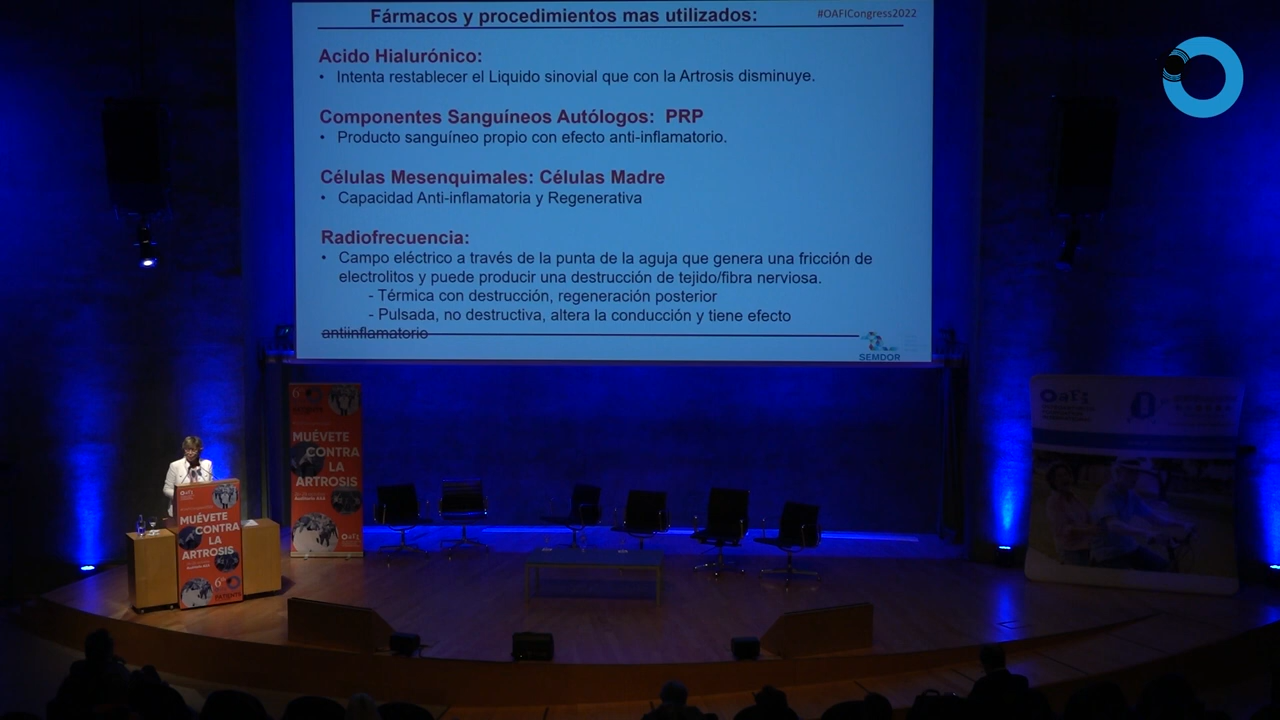 Fármacos y procedimientos mas utilizados:
#OAFICongress2022
Acido Hialurónico:
• Intenta restablecer el Liquido sinovial que con la Artrosis disminuye.
Componentes Sanguíneos Autólogos: PRP
• Producto sanguíneo propio con efecto anti-inflamatorio.
Células Mesenquimales: Células Madre
• Capacidad Anti-inflamatoria y Regenerativa
Radiofrecuencia:
• Campo eléctrico a través de la punta de la aguja que genera una fricción de
electrolitos y puede producir una destrucción de tejido/fibra nerviosa.
- Térmica con destrucción, regeneración posterior
- Pulsada, no destructiva, altera la conducción y tiene efecto
antiinflamatorio
SEMDOR
MUÉVETE
CONTRA
LA
ARTROSIS
OAFI
MUÉVETE
CONTRA
LA
ARTROSIS
OAFI